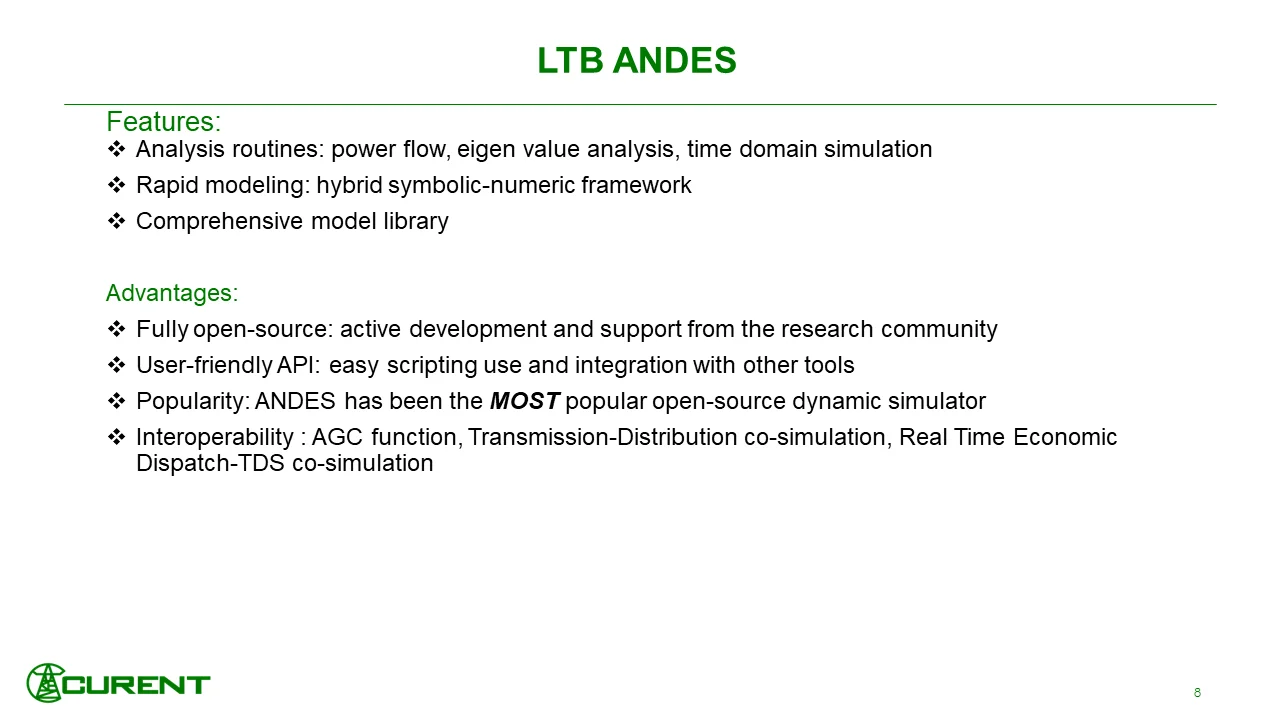 LTB ANDES
Features:
❖ Analysis routines: power flow, eigen value analysis, time domain simulation
❖ Rapid modeling: hybrid symbolic-numeric framework
❖ Comprehensive model library
Advantages:
❖ Fully open-source: active development and support from the research community
❖ User-friendly API: easy scripting use and integration with other tools
❖ Popularity: ANDES has been the MOST popular open-source dynamic simulator
❖ Interoperability : AGC function, Transmission-Distribution co-simulation, Real Time Economic
Dispatch-TDS co-simulation
CURENT
8